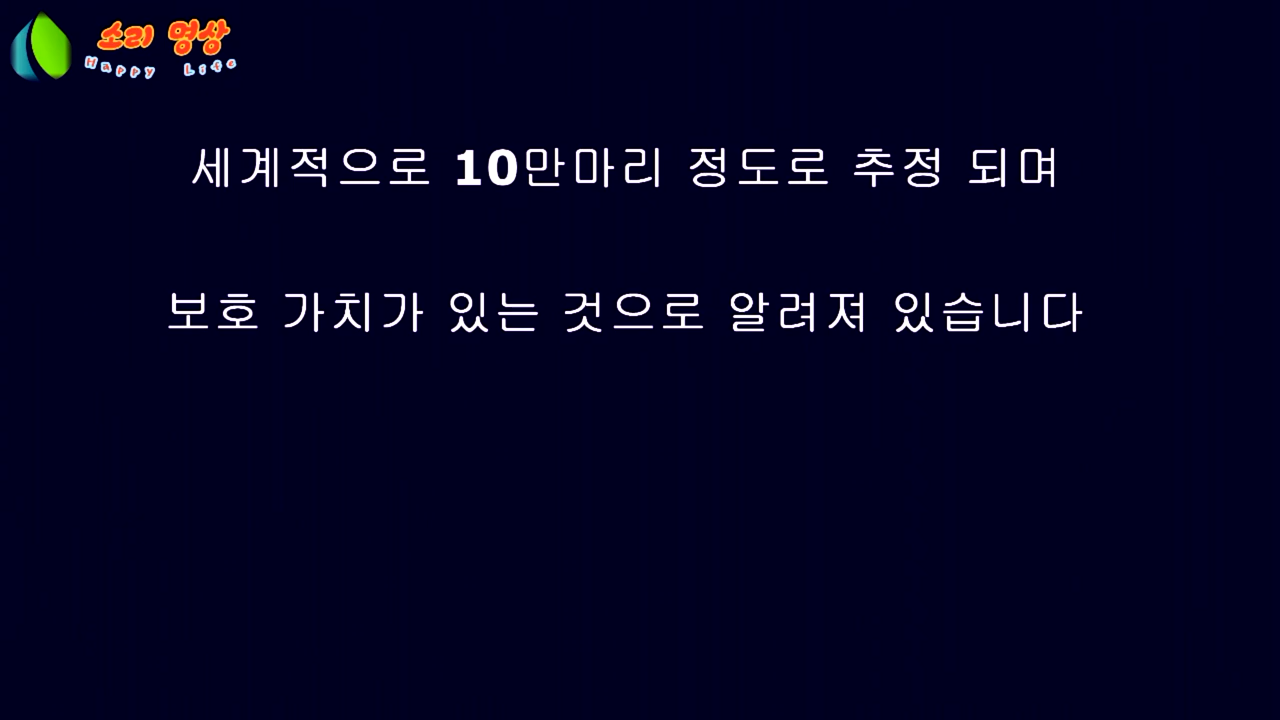 소리 명상
Happy Life
세계적으로 10만마리 정도로 추정 되며
보호 가치가 있는 것으로 알려져 있습니다